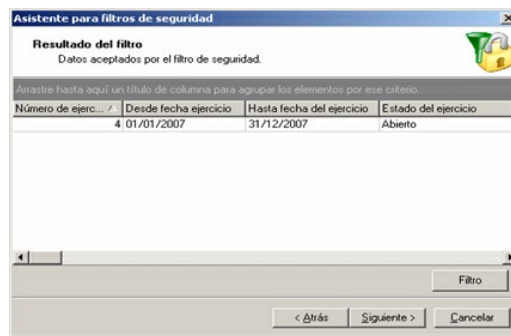 Asistente para filtros de seguridad
Resultado del filtro
Datos aceptados por el filtro de seguridad.
Arrastre hasta aquí un título de columna para agrupar los elementos por ese criterio.
Número de ejerc... Desde fecha ejercicio Hasta fecha del ejercicio Estado del ejercicio
4 01/01/2007 31/12/2007 Abierto
Filtro
< Atrás Siguiente > Cancelar